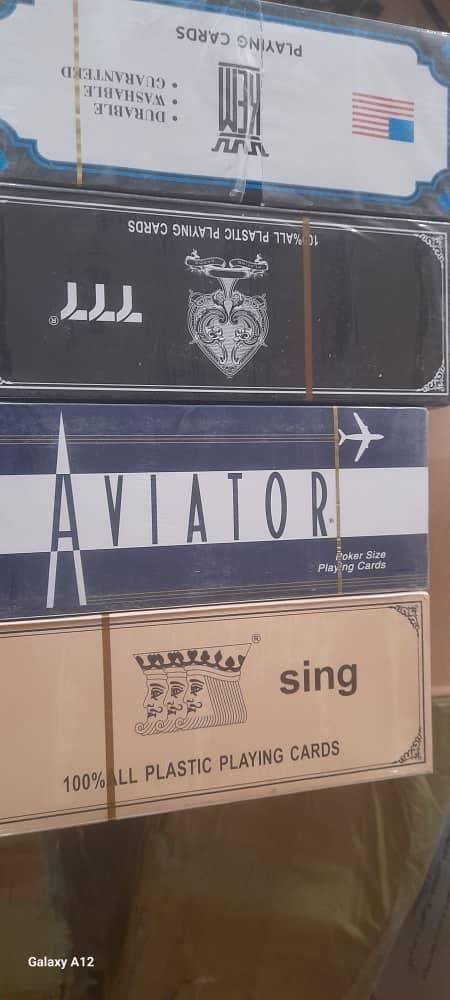 PLAYING CARDS
KEM
• DURABLE
• WASHABLE
• GUARANTEED
100% ALL PLASTIC PLAYING CARDS
TTT®
AVIATOR
Poker Size
Playing Cards
®
sing
100% ALL PLASTIC PLAYING CARDS
Galaxy A12